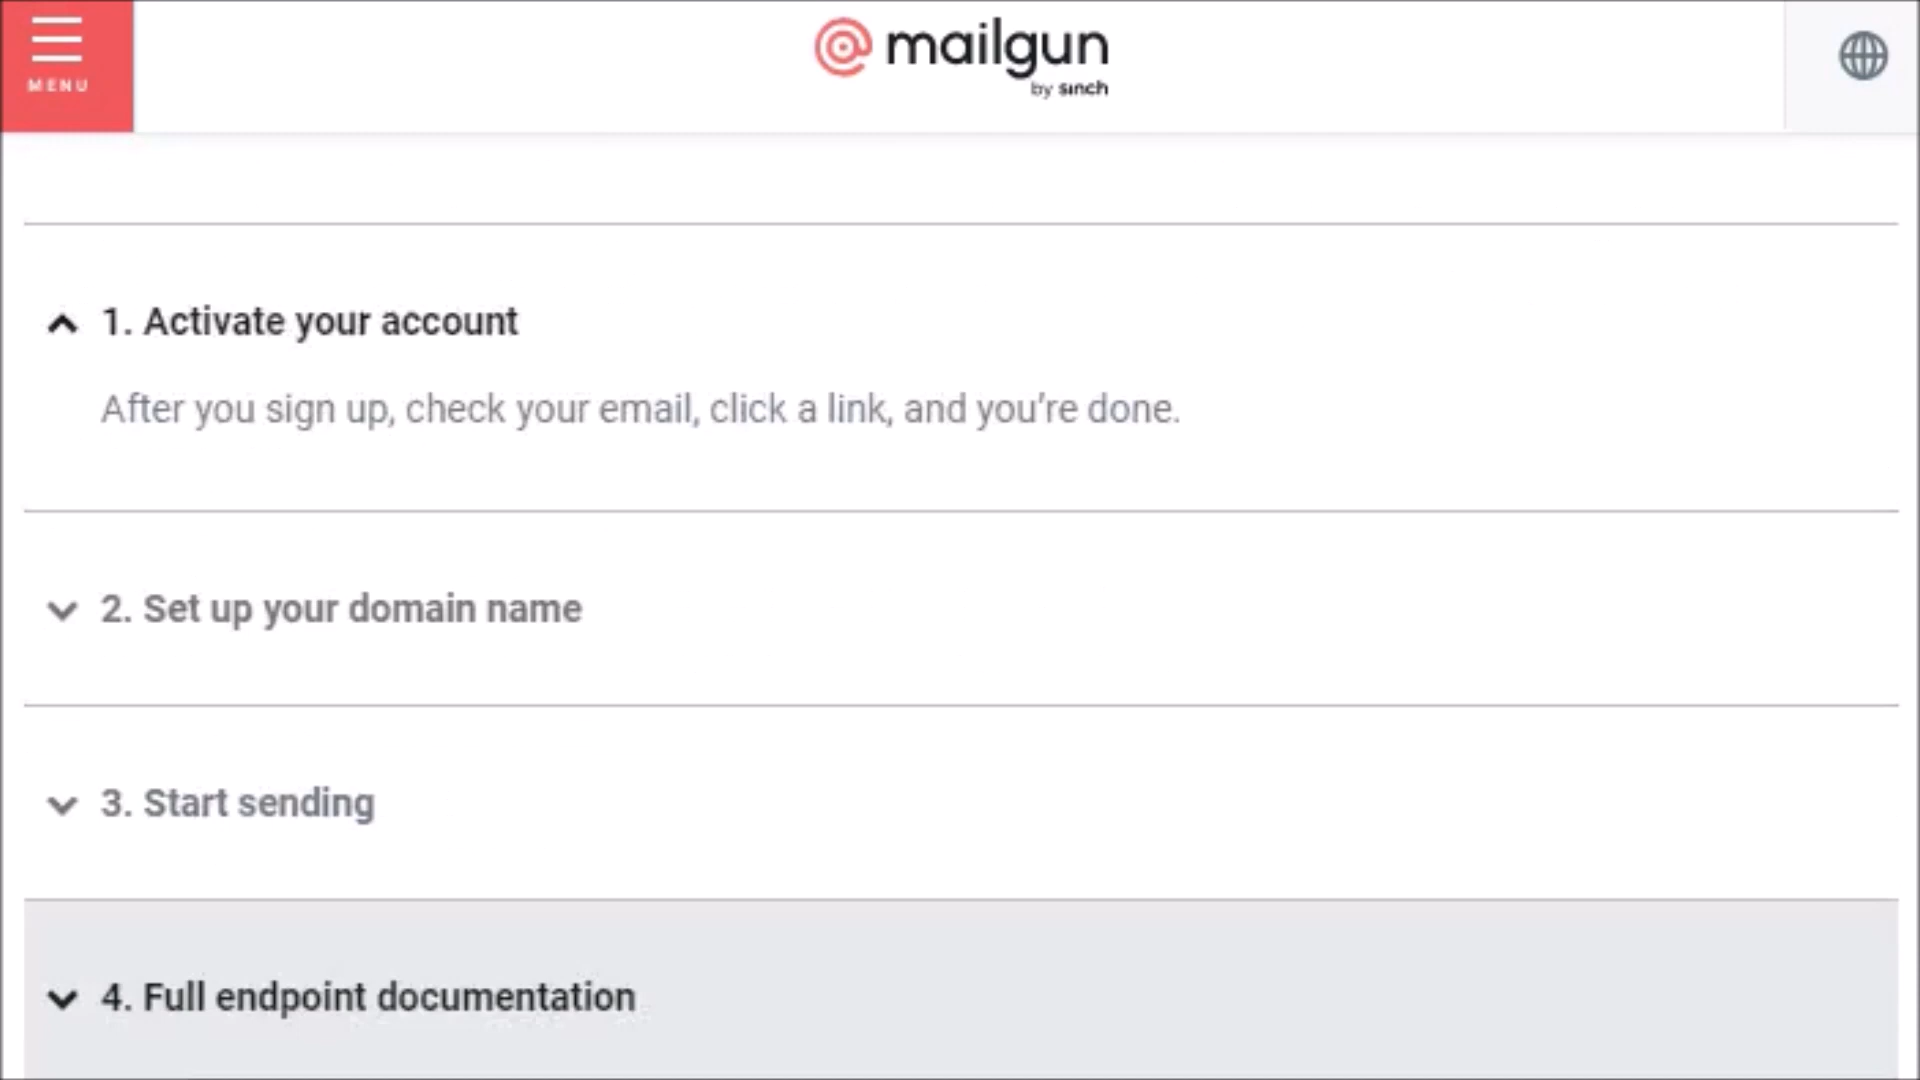 MENU
mailgun
by sinch
1. Activate your account
After you sign up, check your email, click a link, and you’re done.
2. Set up your domain name
3. Start sending
4. Full endpoint documentation